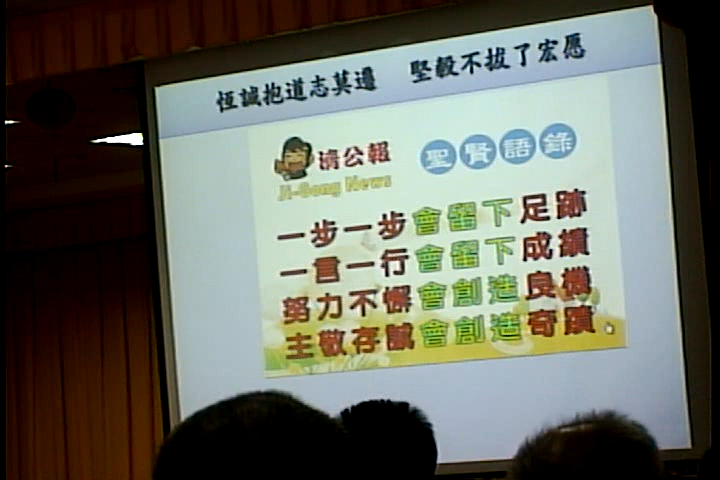 恆誠抱道志莫邊 堅毅不拔了宏愿
濟公報
Ji-Gong News
聖賢語錄
一步一步會留下足跡
一言一行會留下成績
努力不懈會創造良機
主敬存誠會創造奇蹟